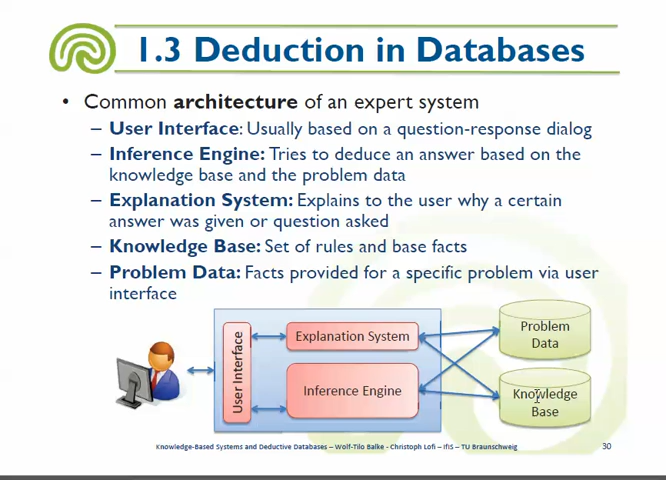 1.3 Deduction in Databases
• Common architecture of an expert system
– User Interface: Usually based on a question-response dialog
– Inference Engine: Tries to deduce an answer based on the
knowledge base and the problem data
– Explanation System: Explains to the user why a certain
answer was given or question asked
– Knowledge Base: Set of rules and base facts
– Problem Data: Facts provided for a specific problem via user
interface
User Interface
Explanation System
Inference Engine
Problem
Data
Knowledge
Base
Knowledge-Based Systems and Deductive Databases – Wolf-Tilo Balke - Christoph Lofi – IfIS – TU Braunschweig
30